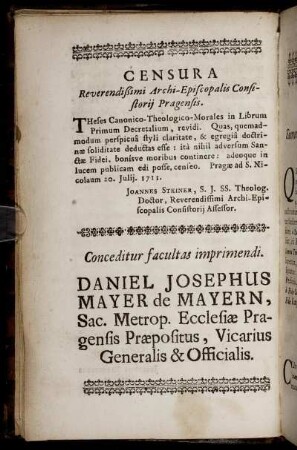 CENSURA
Reverendissimi Archi-Episcopalis Consi-
storij Pragensis.
THeses Canonico-Theologico-Morales in Librum
Primum Decretalium, revidi. Quas, quemad-
modum perspicuâ styli claritate, & egregiâ doctri-
næ soliditate deductas esse : ità nihil adversum San-
ctæ Fidei, bonisve moribus continere : adeoque in
lucem publicam edi posse, censeo. Pragæ ad S. Ni-
colaum 20. Julij. 1711.
JOANNES STEINER, S. J. SS. Theolog.
Doctor, Reverendissimi Archi-Epi-
scopalis Consistorij Assessor.
Conceditur facultas imprimendi.
DANIEL JOSEPHUS
MAYER de MAYERN,
Sac. Metrop. Ecclesiæ Pra-
gensis Præpositus, Vicarius
Generalis & Officialis.